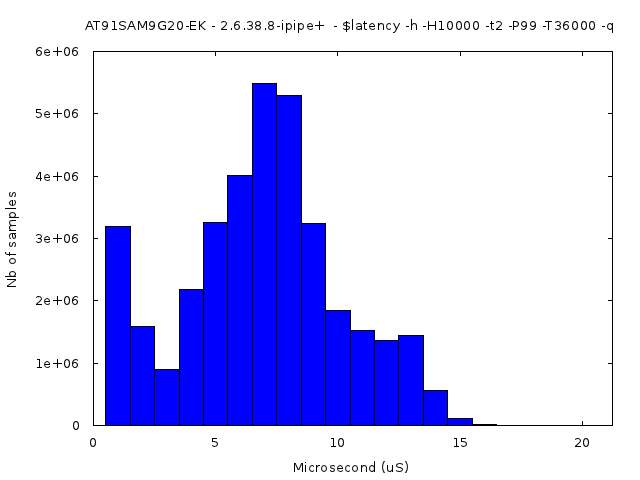 AT91SAM9G20-EK - 2.6.38.8-ipipe+ - $latency -h -H10000 -t2 -P99 -T36000 -q
6e+06
5e+06
4e+06
3e+06
2e+06
1e+06
0
Nb of samples
0 5 10 15 20
Microsecond (uS)